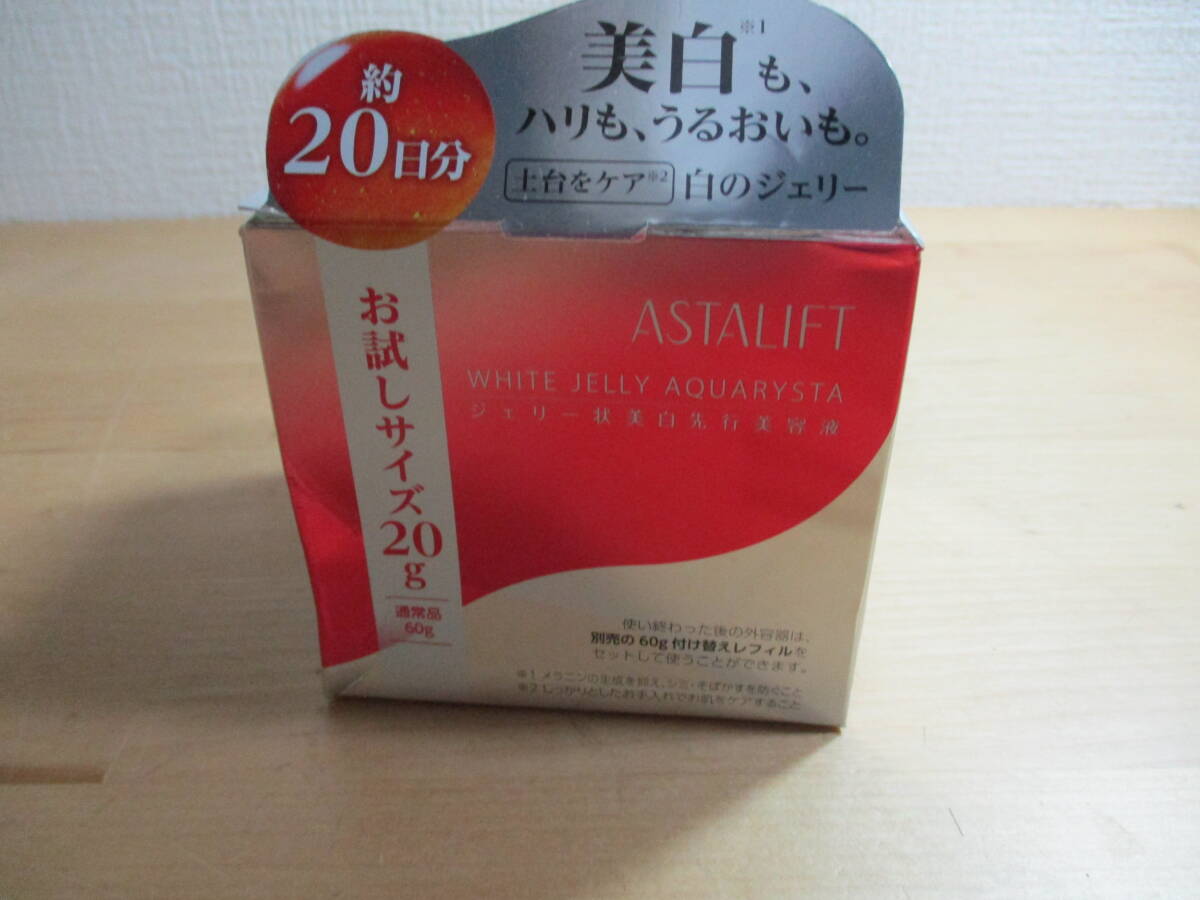 約
20日分
美白※1も、
ハリも、うるおいも。
土台をケア※2 白のジェリー
お試しサイズ20g
通常品
60g
ASTALIFT
WHITE JELLY AQUARYSTA
ジェリー状美白先行美容液
使い終わった後の外容器は、
別売の60g付け替えレフィルを
セットして使うことができます。
※1 メラニンの生成を抑え、シミ・そばかすを防ぐこと
※2 しっかりとしたお手入れでお肌をケアすること